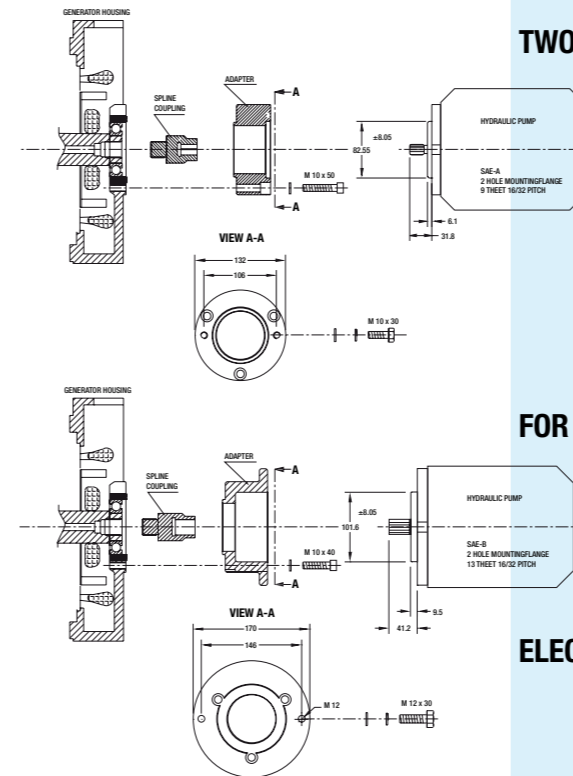 GENERATOR HOUSING
TWO
ADAPTER
SPLINE
COUPLING
A
HYDRAULIC PUMP
±8.05
82.55
SAE-A
2 HOLE MOUNTINGFLANGE
9 THEET 16/32 PITCH
M 10 x 50
A
6.1
31.8
VIEW A-A
132
106
M 10 x 30
GENERATOR HOUSING
FOR
ADAPTER
SPLINE
COUPLING
A
HYDRAULIC PUMP
±8.05
101.6
SAE-B
2 HOLE MOUNTINGFLANGE
13 THEET 16/32 PITCH
M 10 x 40
A
9.5
41.2
VIEW A-A
170
146
ELEC
M 12
M 12 x 30